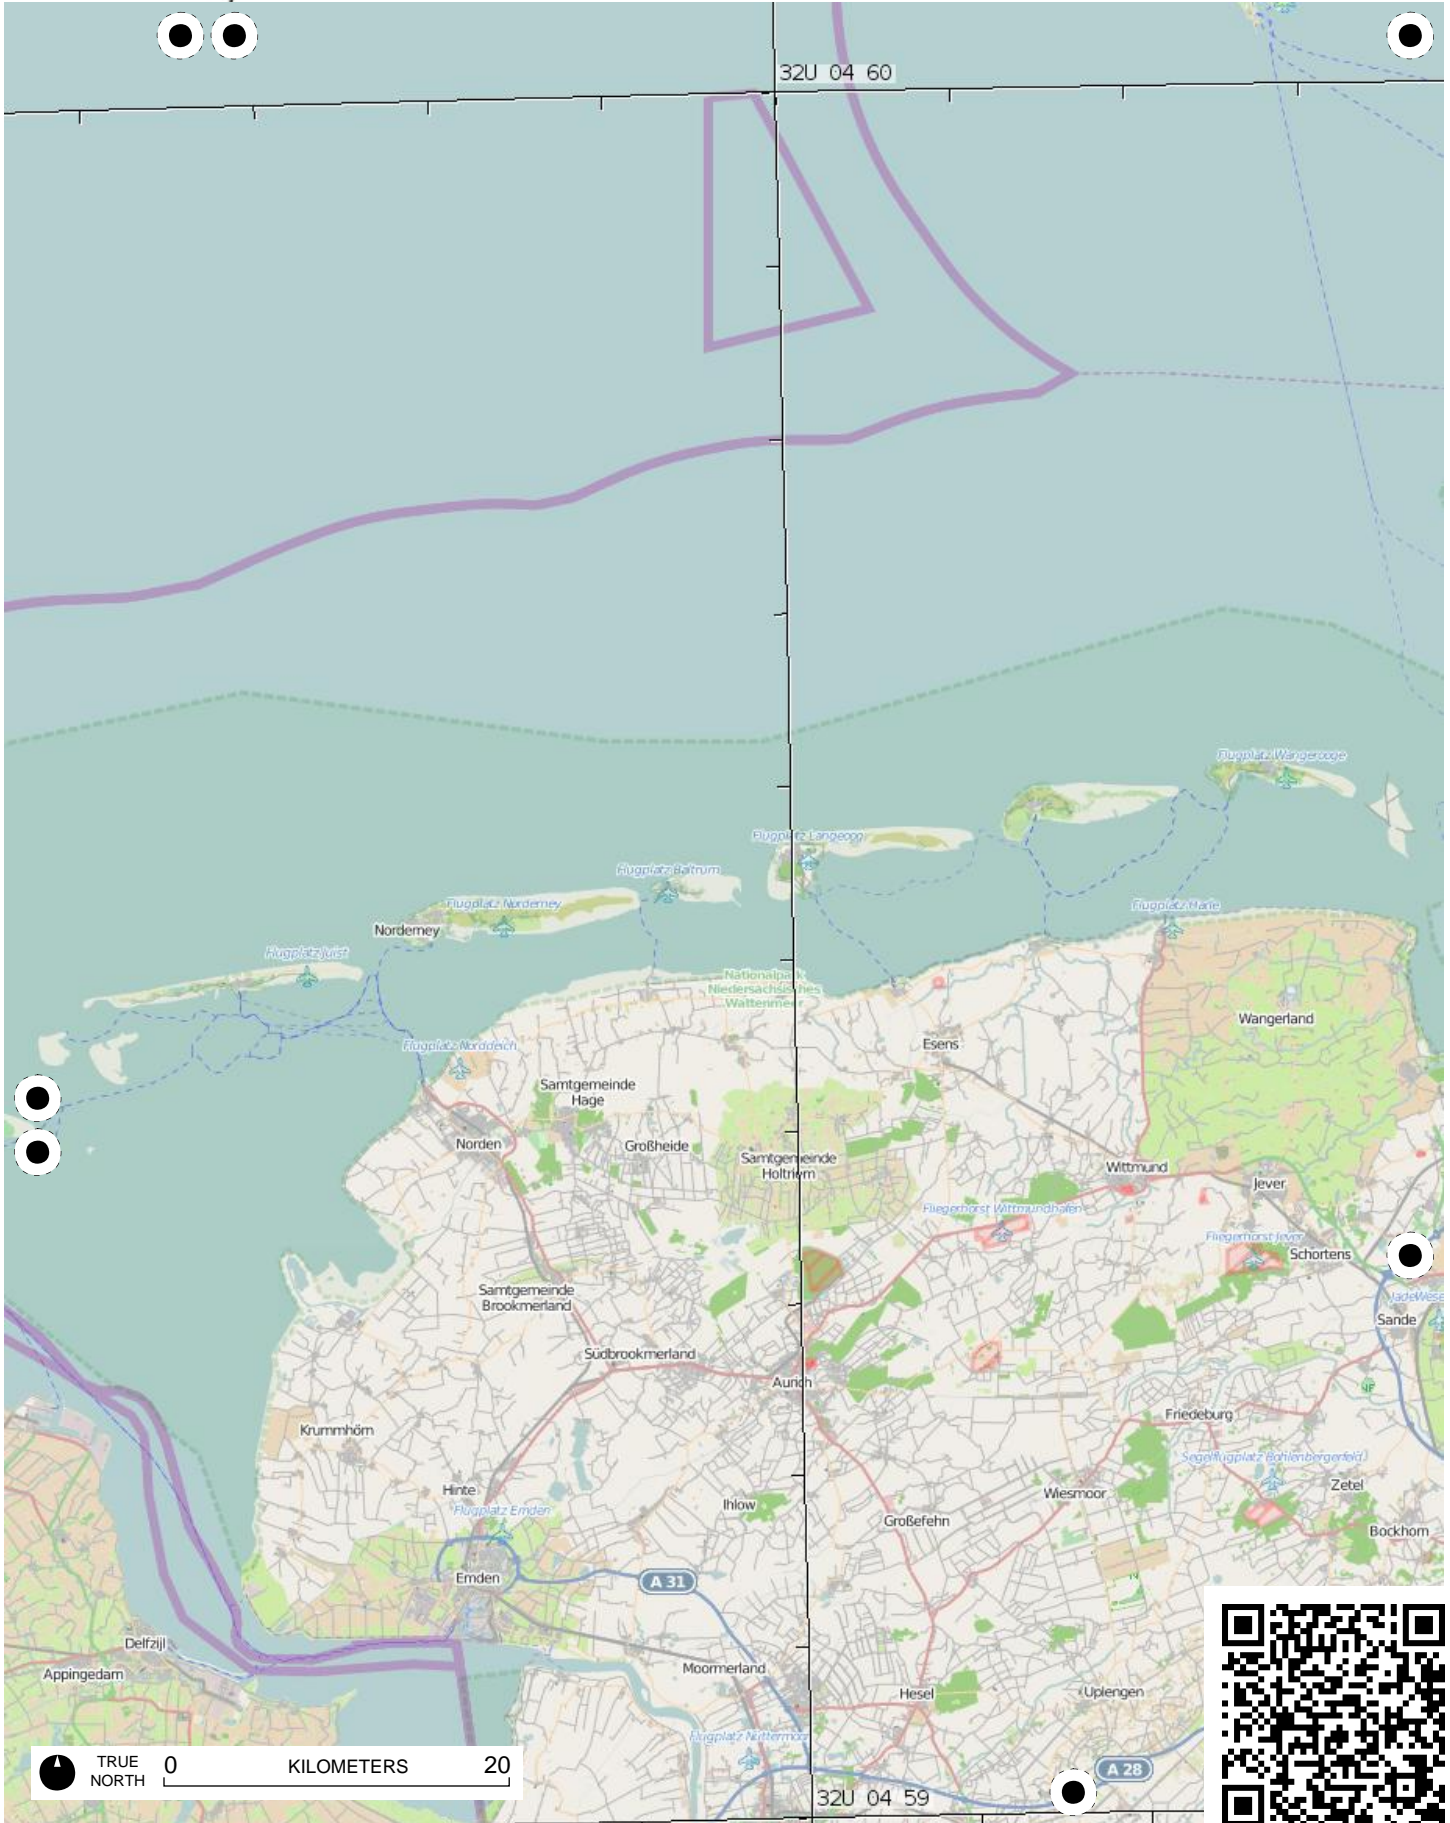 32U 04 60
Flugplatz Wangerooge
Flugplatz Langeoog
Flugplatz Baltrum
Flugplatz Norderney
Flugplatz Harle
Norderney
Flugplatz Juist
Nationalpark
Niedersächsisches
Wattenmeer
Wangerland
Esens
Flugplatz Norddeich
Samtgemeinde
Hage
Norden
Großheide
Samtgemeinde
Holtriem
Wittmund
Jever
Fliegerhorst Wittmundhafen
Fliegerhorst Jever
Schortens
Samtgemeinde
Brookmerland
JadeWese
Sande
Südbrookmerland
Aurich
Friedeburg
Krummhörn
Segelflugplatz Bohlenbergerfeld
Hinte
Wiesmoor
Zetel
Ihlow
Flugplatz Emden
Großefehn
Bockhorn
Emden
A 31
Delfzijl
Appingedam
Moormerland
Hesel
Uplengen
Flugplatz Nüttermoor
TRUE
NORTH
0 KILOMETERS 20
A 28
32U 04 59